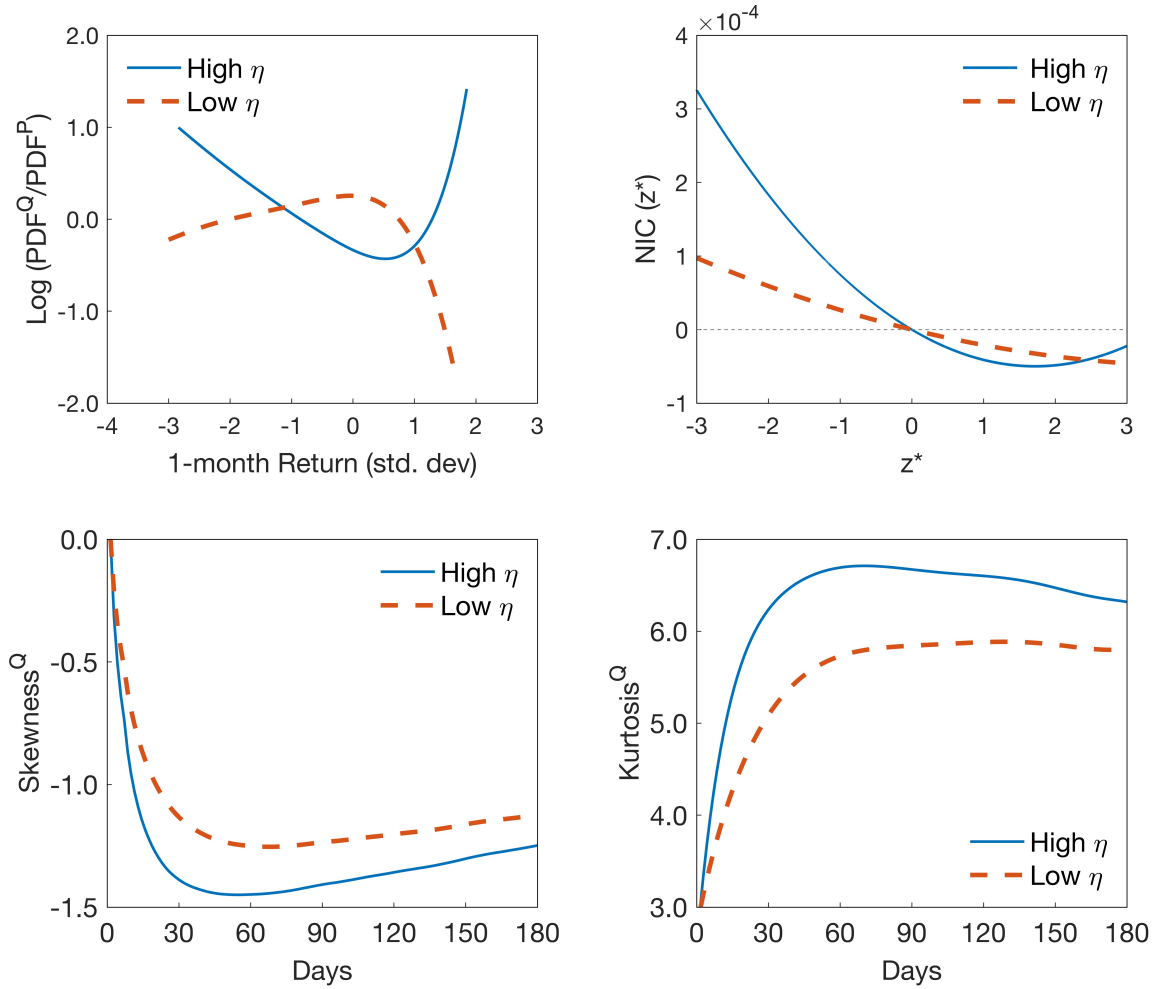 2.0
1.0
0.0
-1.0
-2.0
-4 -3 -2 -1 0 1 2 3
Log (PDF^Q/PDF^P)
High η
Low η
1-month Return (std. dev)
×10^-4
4
3
2
1
0
-1
-3 -2 -1 0 1 2 3
NIC (z*)
High η
Low η
z*
0.0
-0.5
-1.0
-1.5
0 30 60 90 120 150 180
Skewness^Q
High η
Low η
Days
7.0
6.0
5.0
4.0
3.0
0 30 60 90 120 150 180
Kurtosis^Q
High η
Low η
Days